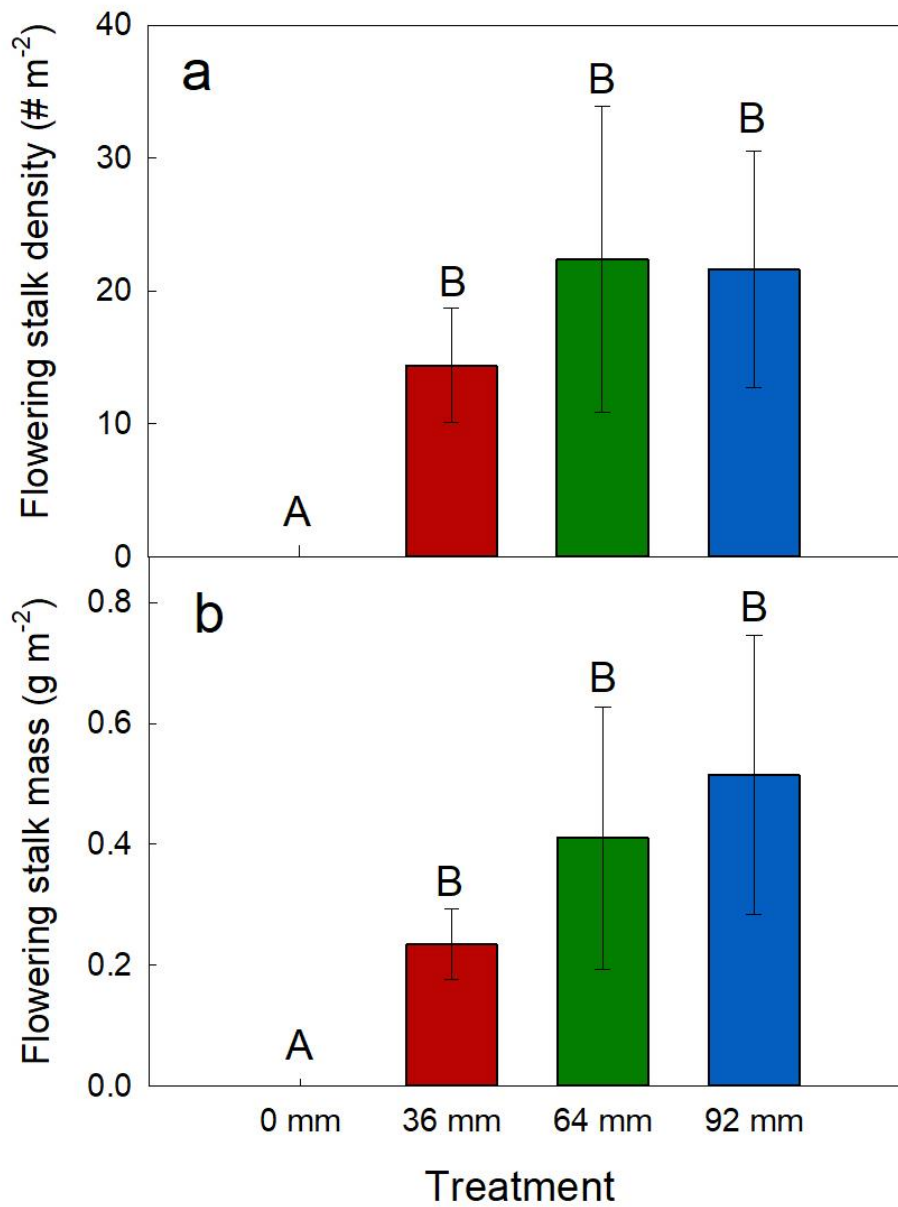 Flowering stalk density (# m⁻²)
40
30
20
10
0
a
A
B
B
B
Flowering stalk mass (g m⁻²)
0.8
0.6
0.4
0.2
0.0
b
A
B
B
B
0 mm 36 mm 64 mm 92 mm
Treatment